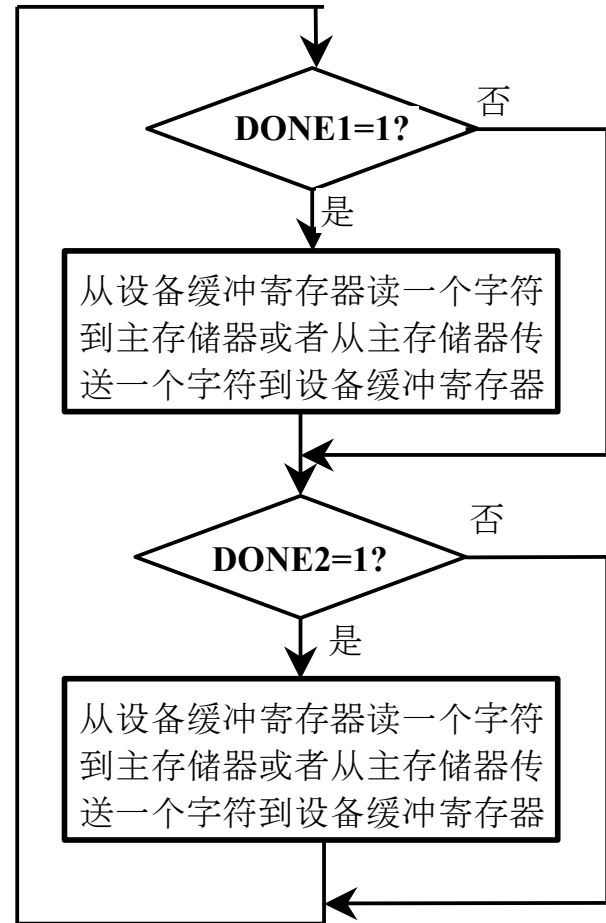 否
DONE1=1?
是
从设备缓冲寄存器读一个字符
到主存储器或者从主存储器传
送一个字符到设备缓冲寄存器
否
DONE2=1?
是
从设备缓冲寄存器读一个字符
到主存储器或者从主存储器传
送一个字符到设备缓冲寄存器